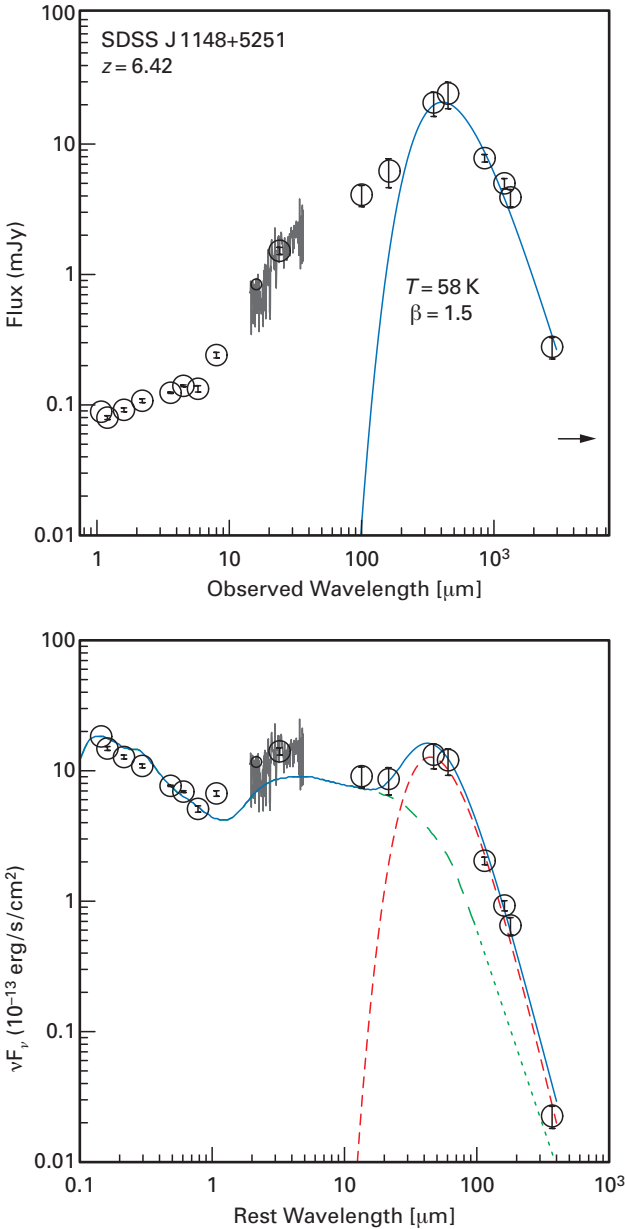 100
10
1
0.1
0.01
Flux (mJy)
SDSS J1148+5251
z = 6.42
T = 58 K
β = 1.5
1
10
100
10³
Observed Wavelength [μm]
100
10
1
0.1
0.01
νFν (10⁻¹³ erg/s/cm²)
0.1
1
10
100
10³
Rest Wavelength [μm]